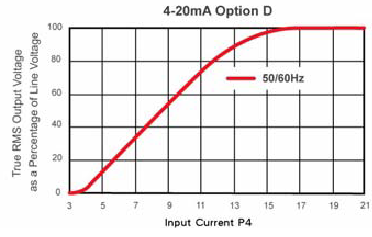 4-20mA Option D
True RMS Output Voltage
as a Percentage of Line Voltage
100
80
60
40
20
0
50/60Hz
3 5 7 9 11 13 15 17 19 21
Input Current P4